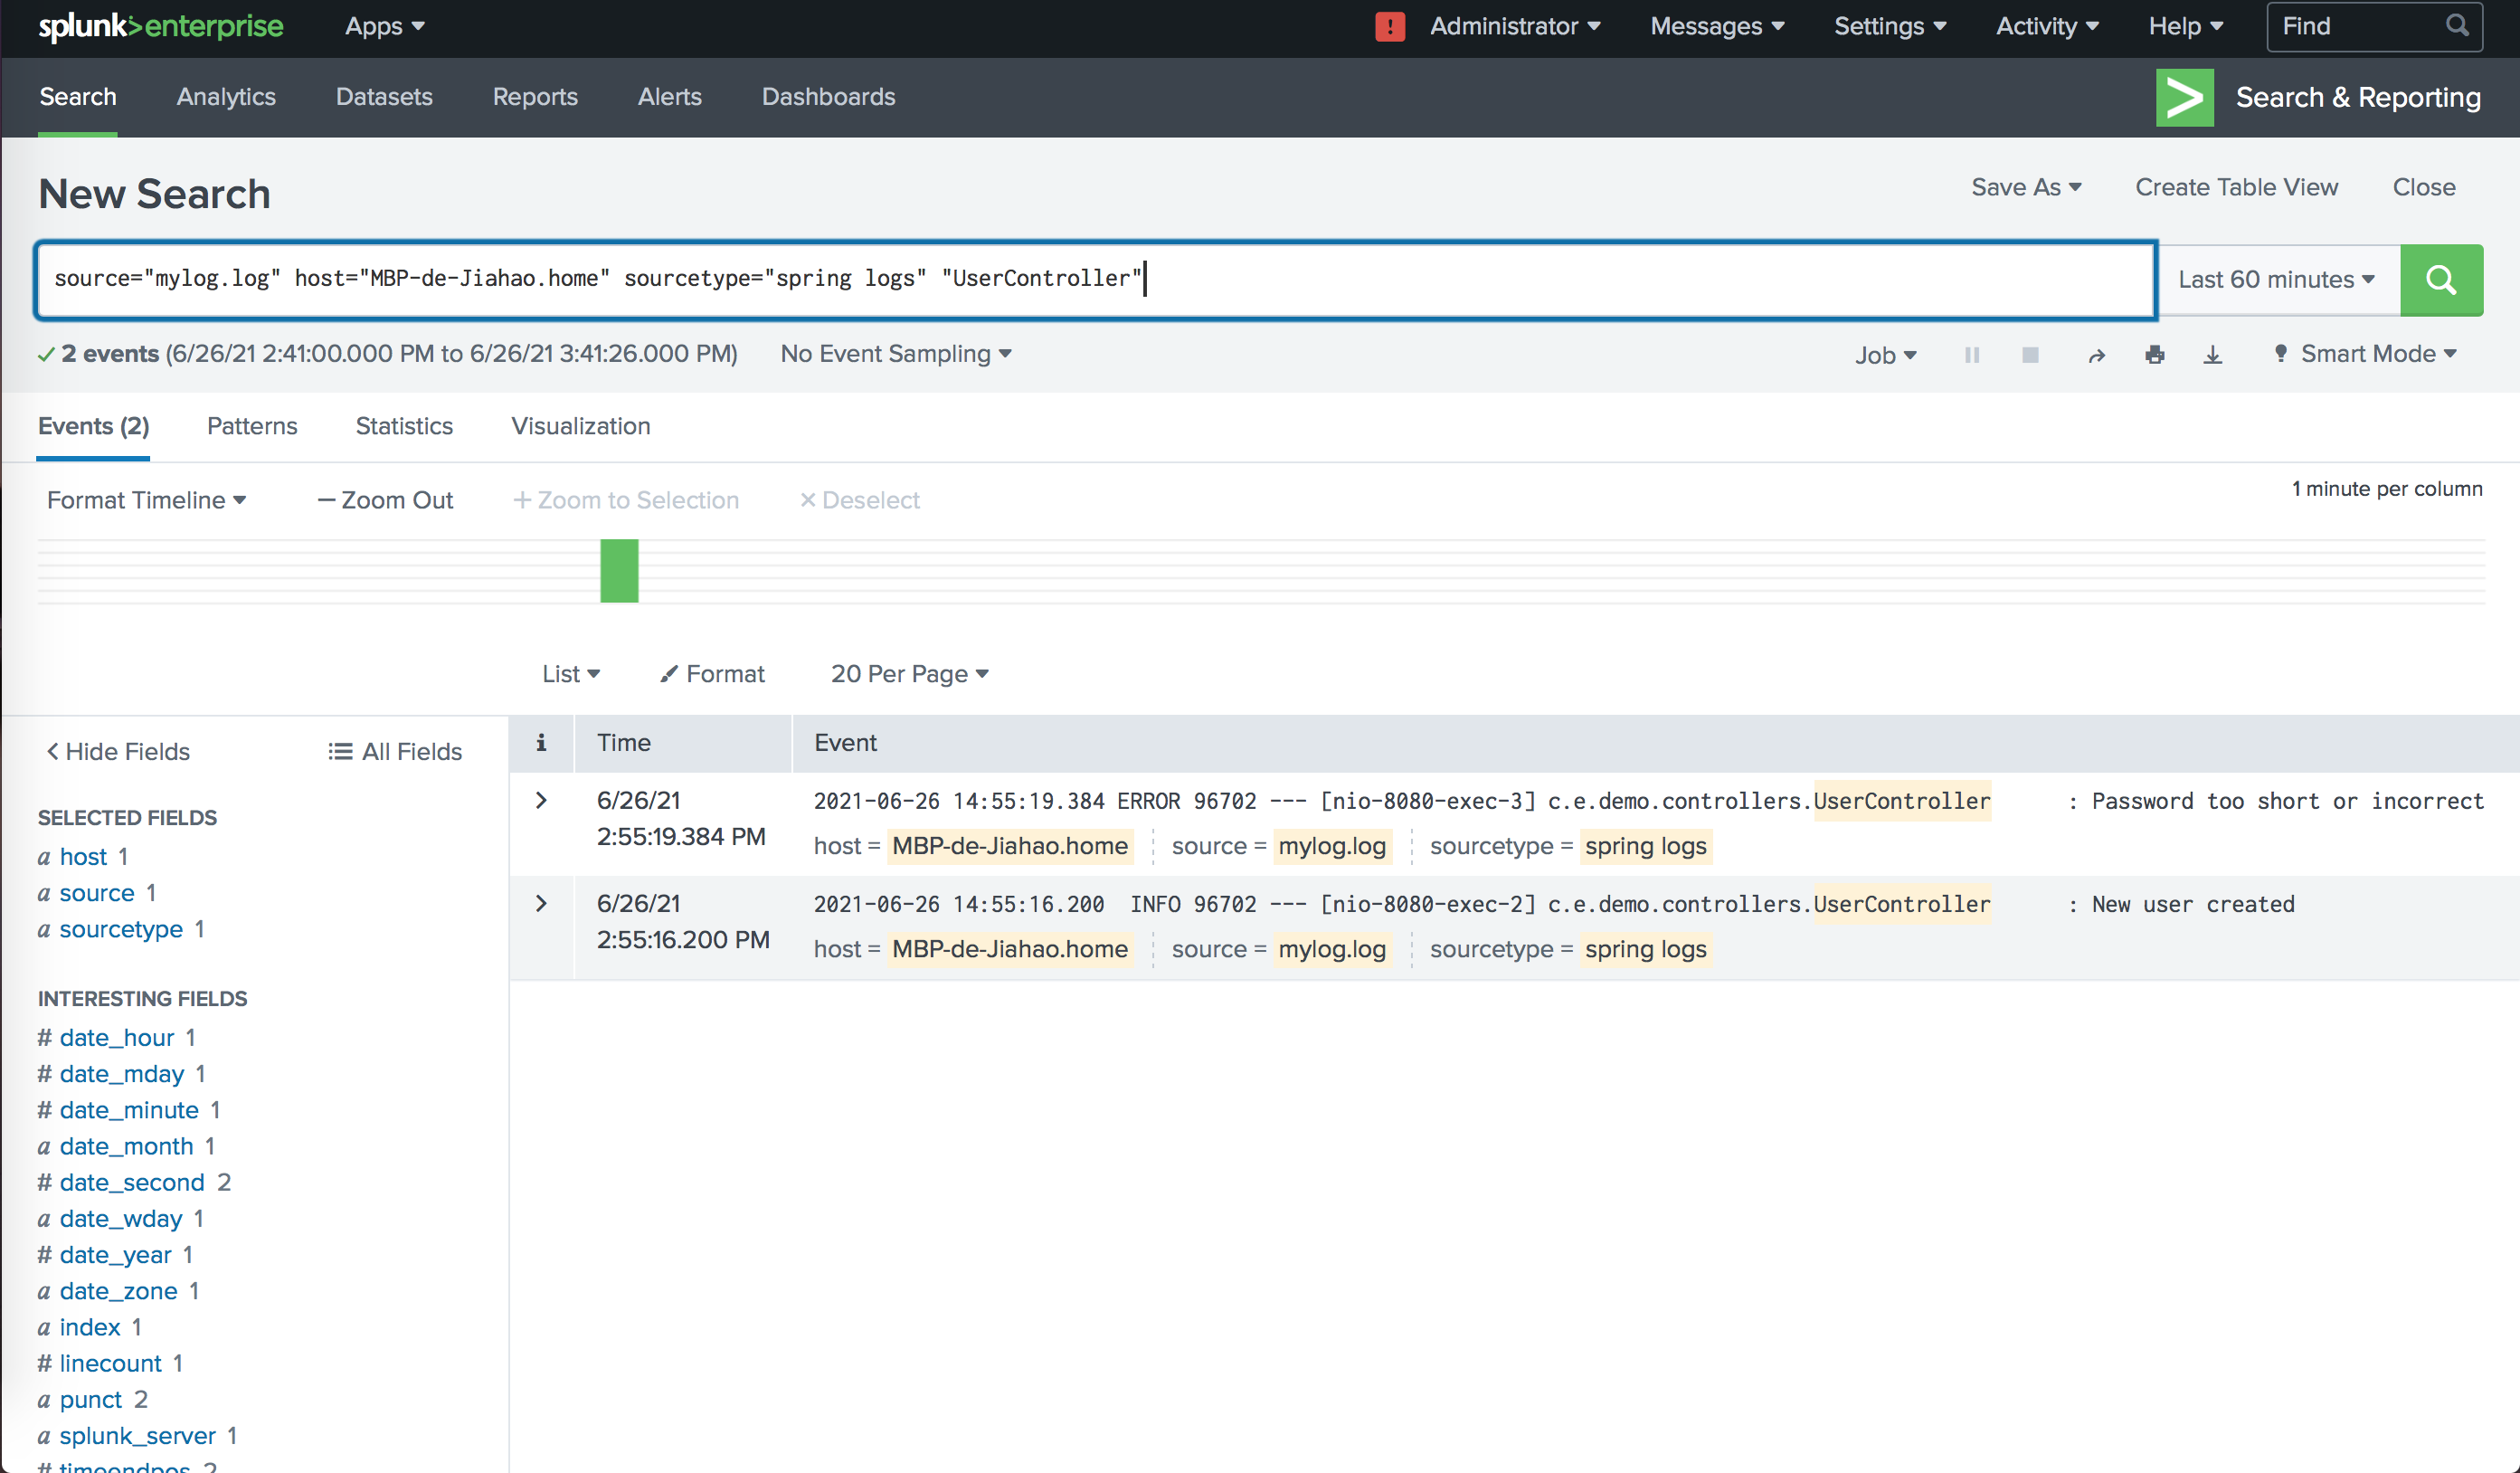 splunk>enterprise Apps ! Administrator Messages Settings Activity Help Find
Search Analytics Datasets Reports Alerts Dashboards > Search & Reporting
New Search Save As Create Table View Close
source="mylog.log" host="MBP-de-Jiahao.home" sourcetype="spring logs" "UserController" Last 60 minutes
2 events (6/26/21 2:41:00.000 PM to 6/26/21 3:41:26.000 PM) No Event Sampling Job Smart Mode
Events (2) Patterns Statistics Visualization
Format Timeline — Zoom Out + Zoom to Selection × Deselect 1 minute per column
List Format 20 Per Page
< Hide Fields All Fields
SELECTED FIELDS
a host 1
a source 1
a sourcetype 1
INTERESTING FIELDS
# date_hour 1
# date_mday 1
# date_minute 1
a date_month 1
# date_second 2
a date_wday 1
# date_year 1
a date_zone 1
a index 1
# linecount 1
a punct 2
a splunk_server 1
# timeendpos 2
i Time Event
> 6/26/21 2021-06-26 14:55:19.384 ERROR 96702 --- [nio-8080-exec-3] c.e.demo.controllers.UserController : Password too short or incorrect
2:55:19.384 PM host = MBP-de-Jiahao.home source = mylog.log sourcetype = spring logs
> 6/26/21 2021-06-26 14:55:16.200 INFO 96702 --- [nio-8080-exec-2] c.e.demo.controllers.UserController : New user created
2:55:16.200 PM host = MBP-de-Jiahao.home source = mylog.log sourcetype = spring logs